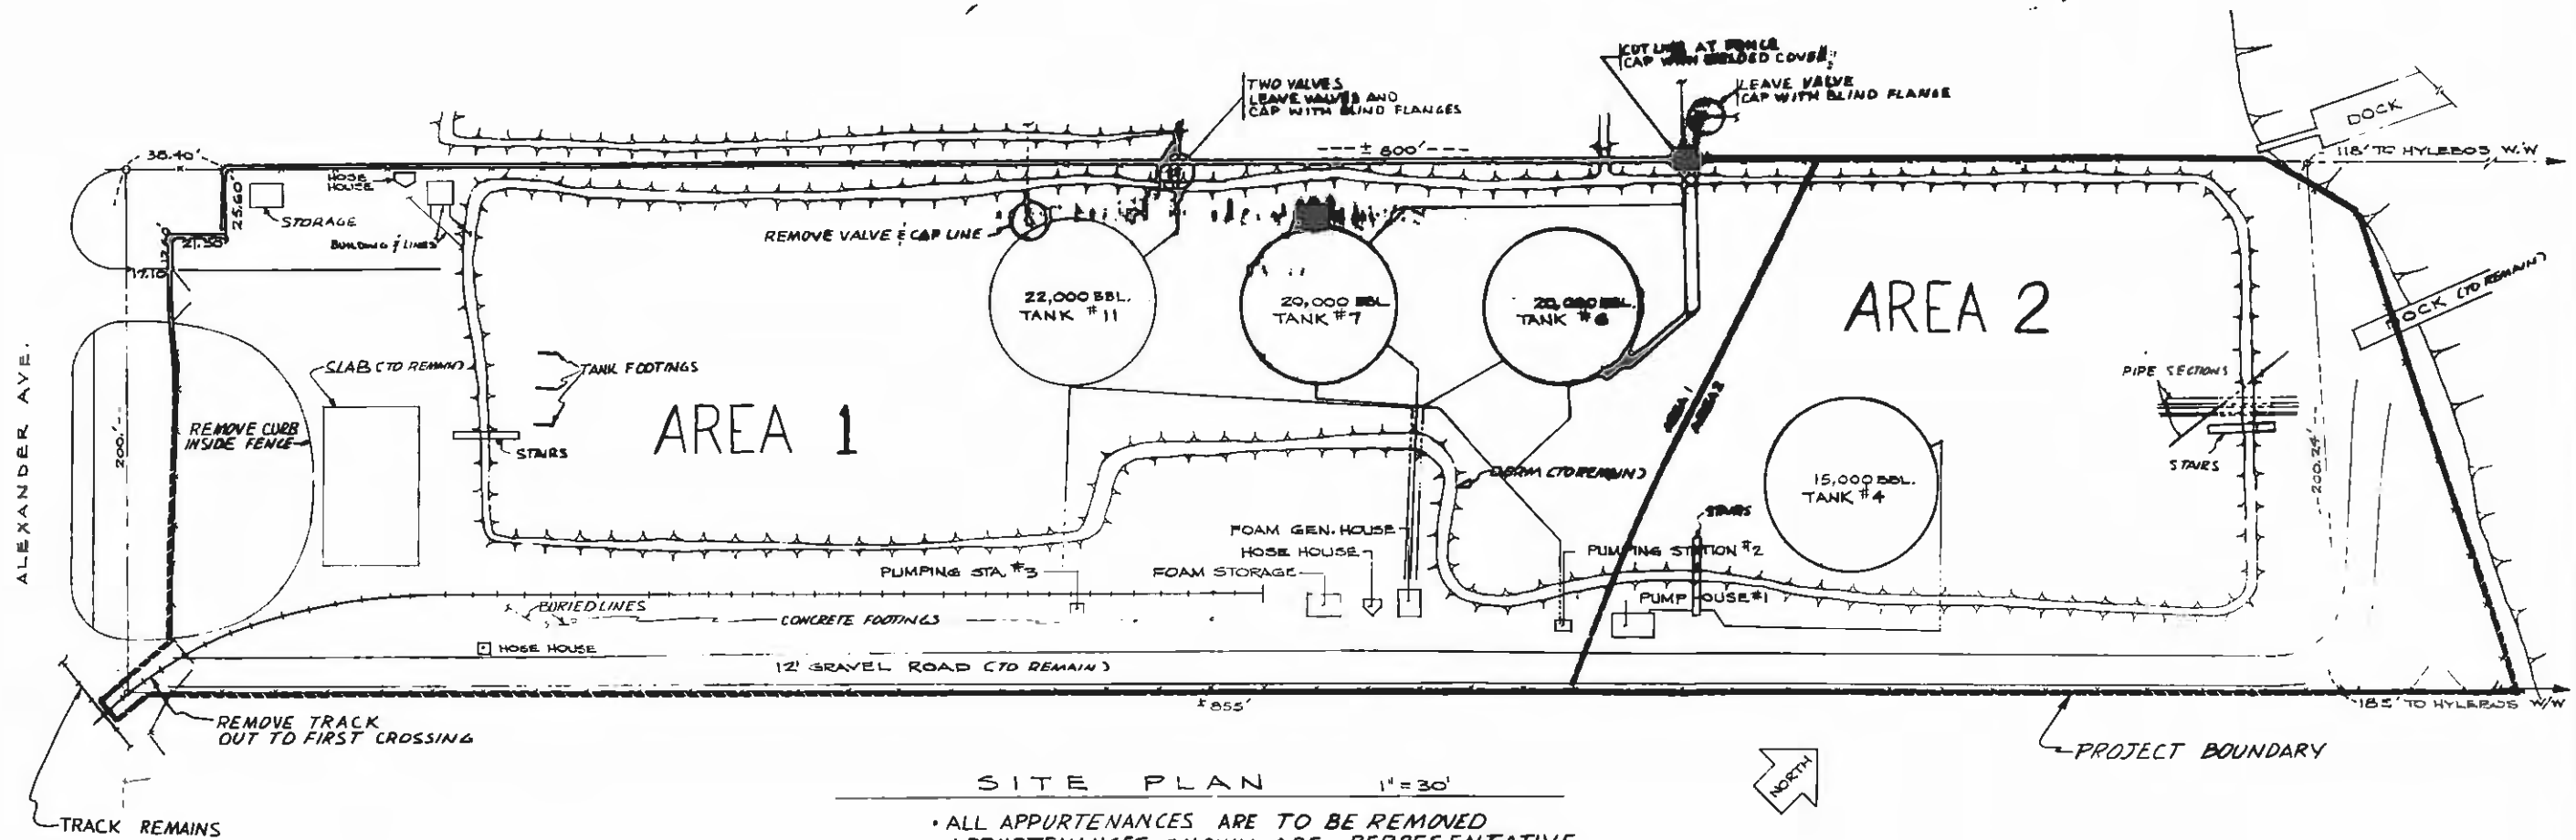 CUT LINE AT FENCE
CAP WITH WELDED COVER
TWO VALVES
LEAVE VALVES AND
CAP WITH BLIND FLANGES
LEAVE VALVE
CAP WITH BLIND FLANGE
DOCK
38.40'
± 800'
118' TO HYLEBOS W.W
HOSE
HOUSE
25.60'
STORAGE
BUILDING & LINES
REMOVE VALVE & CAP LINE
17.10
22,000 BBL.
TANK #11
20,000 BBL
TANK #7
20,000 BBL.
TANK #6
AREA 2
DOCK (TO REMAIN)
ALEXANDER AVE.
200.'
SLAB (TO REMAIN)
TANK FOOTINGS
PIPE SECTIONS
REMOVE CURB
INSIDE FENCE
AREA 1
STAIRS
AREA 1
AREA 2
BERM (TO REMAIN)
15,000 BBL.
TANK #4
STAIRS
200.24'
STAIRS
FOAM GEN. HOUSE
HOSE HOUSE
PUMPING STATION #2
PUMPING STA. #3
FOAM STORAGE
PUMP HOUSE #1
BURIED LINES
CONCRETE FOOTINGS
HOSE HOUSE
12' GRAVEL ROAD (TO REMAIN)
± 855'
185' TO HYLEBOS W/W
REMOVE TRACK
OUT TO FIRST CROSSING
PROJECT BOUNDARY
SITE PLAN 1" = 30'
NORTH
• ALL APPURTENANCES ARE TO BE REMOVED
TRACK REMAINS